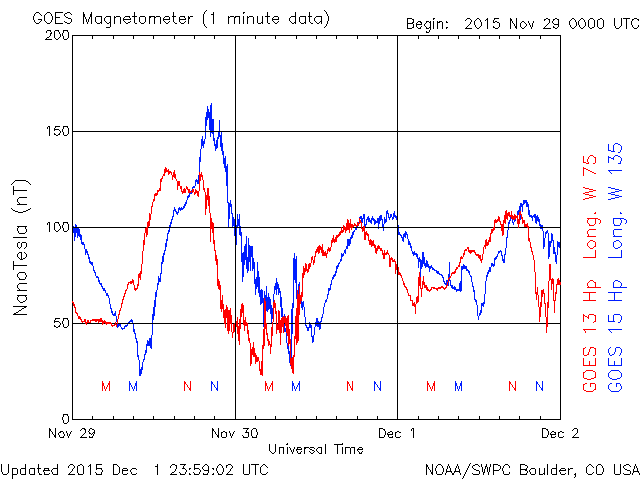 GOES Magnetometer (1 minute data)
Begin: 2015 Nov 29 0000 UTC
200
150
100
50
0
NanoTesla (nT)
M M N N M M N N M M N N
Nov 29 Nov 30 Dec 1 Dec 2
Universal Time
GOES 13 Hp Long. W 75
GOES 15 Hp Long. W 135
Updated 2015 Dec 1 23:59:02 UTC
NOAA/SWPC Boulder, CO USA